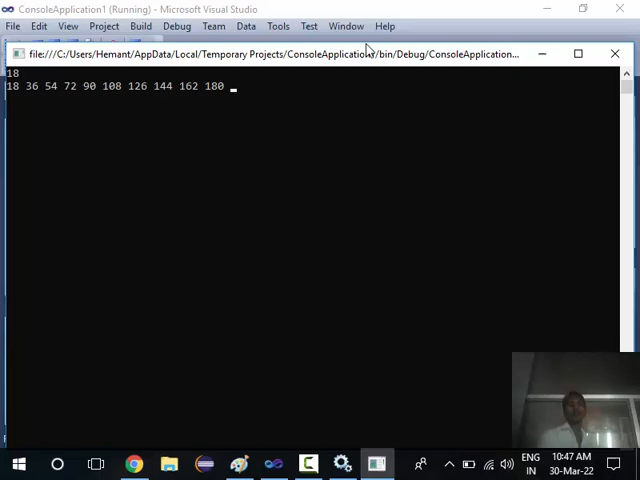 ConsoleApplication1 (Running) - Microsoft Visual Studio
File Edit View Project Build Debug Team Data Tools Test Window Help
file:///C:/Users/Hemant/AppData/Local/Temporary Projects/ConsoleApplication1/bin/Debug/ConsoleApplication...
18
18 36 54 72 90 108 126 144 162 180
ENG
IN
10:47 AM
30-Mar-22